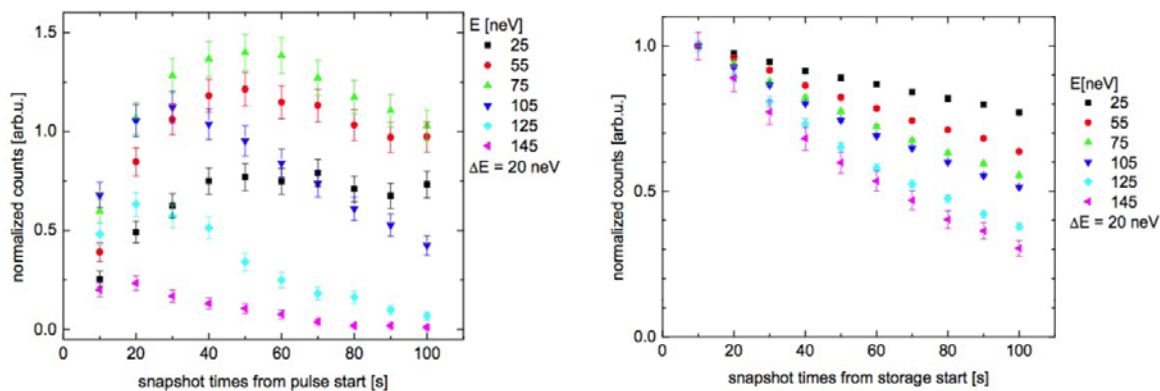 1.5
1.0
0.5
0.0
normalized counts [arb.u.]
0 20 40 60 80 100
snapshot times from pulse start [s]
E [neV]
25
55
75
105
125
145
ΔE = 20 neV
1.0
0.5
0.0
normalized counts [arb.u.]
0 20 40 60 80 100
snapshot times from storage start [s]
E[neV]
25
55
75
105
125
145
ΔE = 20 neV